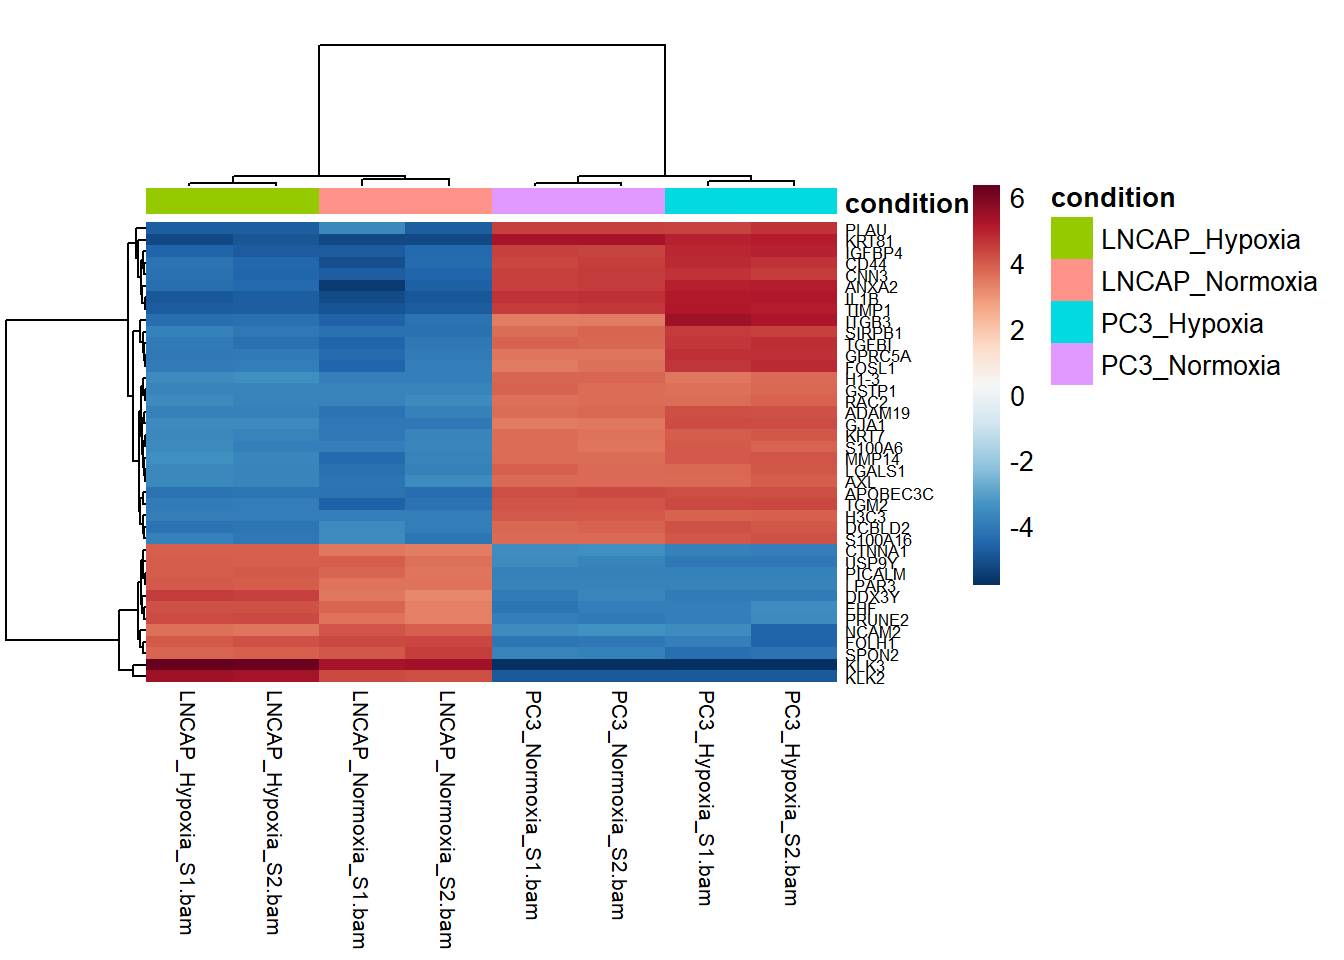 condition
PLAU
KRT81
IGFBP4
CD44
CNN3
ANXA2
IL1B
TIMP1
ITGB3
SIRPB1
TGFBI
GPRC5A
FOSL1
H1-3
GSTP1
RAC2
ADAM19
GJA1
KRT7
S100A6
MMP14
LGALS1
AXL
APOBEC3C
TGM2
H3C3
DCBLD2
S100A16
CTNNA1
USP9Y
PICALM
LPAR3
DDX3Y
EHF
PRUNE2
NCAM2
FOLH1
SPON2
KLK3
KLK2
LNCAP_Hypoxia_S1.bam
LNCAP_Hypoxia_S2.bam
LNCAP_Normoxia_S1.bam
LNCAP_Normoxia_S2.bam
PC3_Normoxia_S1.bam
PC3_Normoxia_S2.bam
PC3_Hypoxia_S1.bam
PC3_Hypoxia_S2.bam
6
4
2
0
-2
-4
condition
LNCAP_Hypoxia
LNCAP_Normoxia
PC3_Hypoxia
PC3_Normoxia